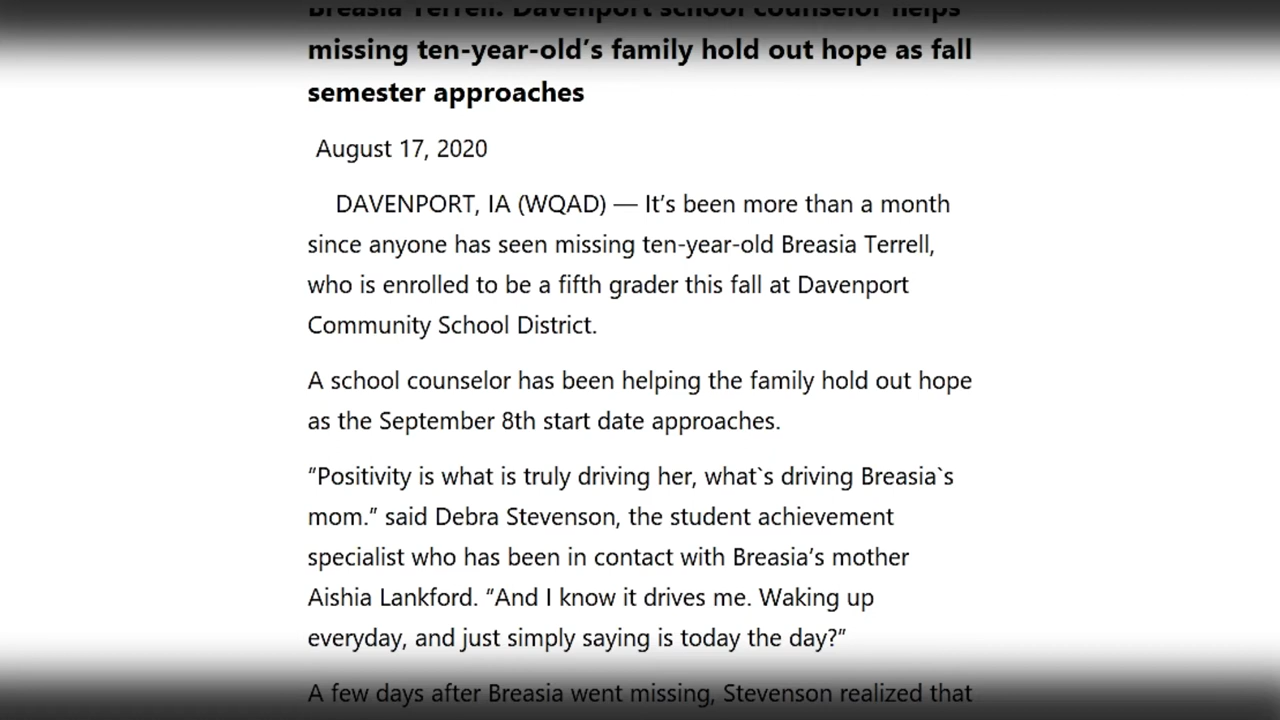 Breasia Terrell: Davenport school counselor helps
missing ten-year-old’s family hold out hope as fall
semester approaches
August 17, 2020
DAVENPORT, IA (WQAD) — It’s been more than a month
since anyone has seen missing ten-year-old Breasia Terrell,
who is enrolled to be a fifth grader this fall at Davenport
Community School District.
A school counselor has been helping the family hold out hope
as the September 8th start date approaches.
“Positivity is what is truly driving her, what`s driving Breasia`s
mom.” said Debra Stevenson, the student achievement
specialist who has been in contact with Breasia’s mother
Aishia Lankford. “And I know it drives me. Waking up
everyday, and just simply saying is today the day?”
A few days after Breasia went missing, Stevenson realized that